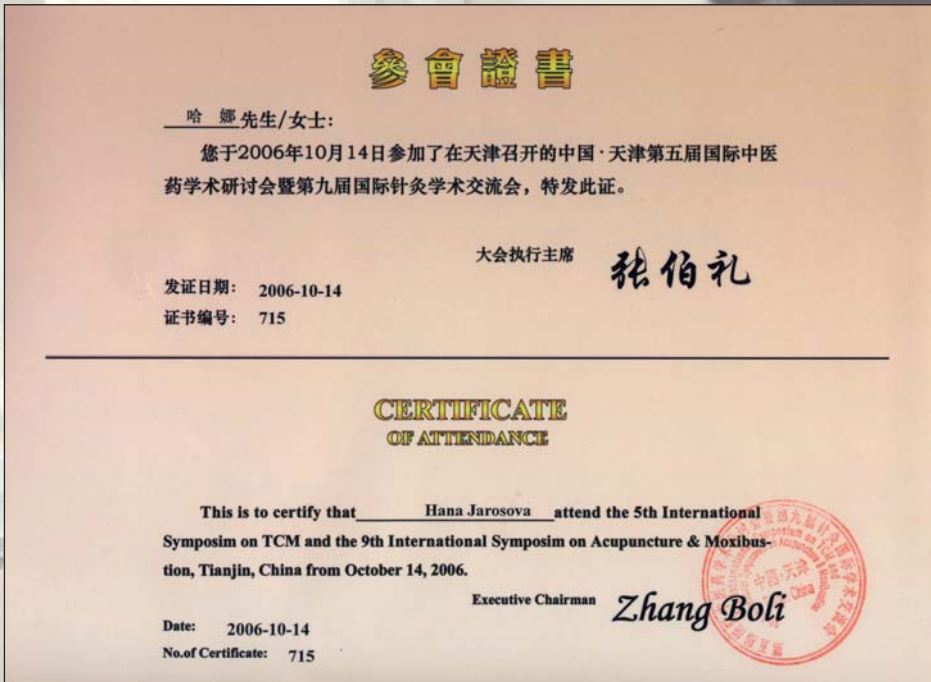 參會證書
哈 娜 先生/女士:
您于2006年10月14日参加了在天津召开的中国·天津第五届国际中医
药学术研讨会暨第九届国际针灸学术交流会，特发此证。
大会执行主席 张伯礼
发证日期: 2006-10-14
证书编号: 715
CERTIFICATE
OF ATTENDANCE
This is to certify that Hana Jarosova attend the 5th International
Symposim on TCM and the 9th International Symposim on Acupuncture & Moxibus-
tion, Tianjin, China from October 14, 2006.
Executive Chairman Zhang Boli
Date: 2006-10-14
No.of Certificate: 715
中国·天津